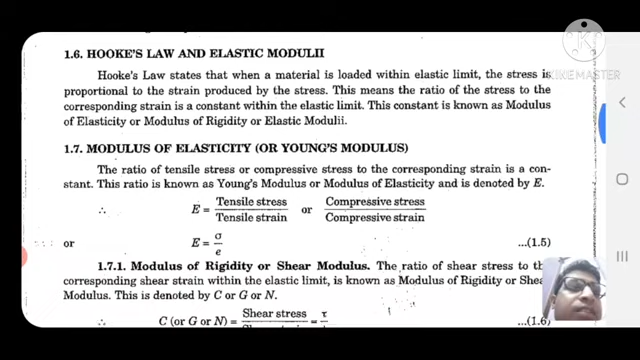 1.6. HOOKE'S LAW AND ELASTIC MODULII
Hooke's Law states that when a material is loaded within elastic limit, the stress is
proportional to the strain produced by the stress. This means the ratio of the stress to the
corresponding strain is a constant within the elastic limit. This constant is known as Modulus
of Elasticity or Modulus of Rigidity or Elastic Modulii.
1.7. MODULUS OF ELASTICITY (OR YOUNG'S MODULUS)
The ratio of tensile stress or compressive stress to the corresponding strain is a con-
stant. This ratio is known as Young's Modulus or Modulus of Elasticity and is denoted by E.
∴ E = Tensile stress / Tensile strain or Compressive stress / Compressive strain
or E = σ / e ...(1.5)
1.7.1. Modulus of Rigidity or Shear Modulus. The ratio of shear stress to the
corresponding shear strain within the elastic limit, is known as Modulus of Rigidity or Shear
Modulus. This is denoted by C or G or N.
∴ C (or G or N) = Shear stress = τ ...(1.6)
KINEMASTER